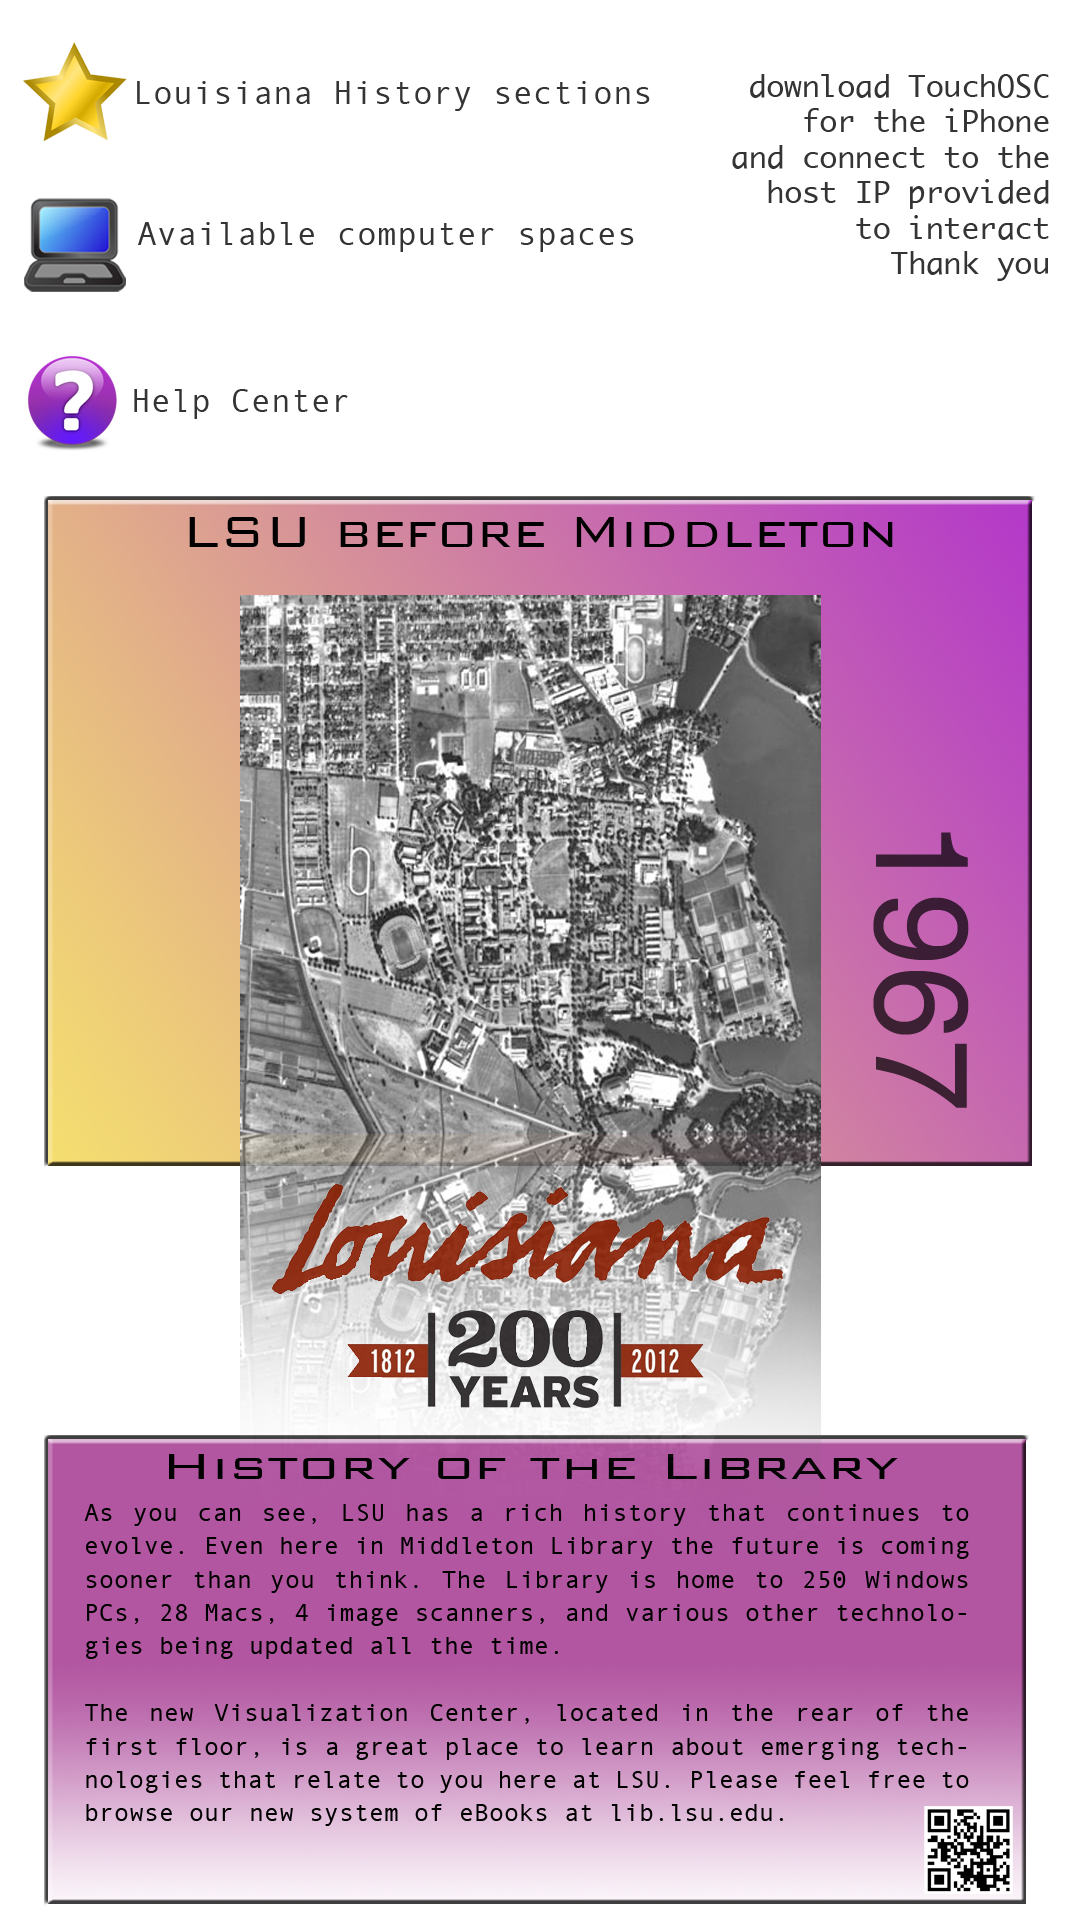 Louisiana History sections
download TouchOSC
for the iPhone
and connect to the
host IP provided
to interact
Thank you
Available computer spaces
?
Help Center
LSU before Middleton
1967
Louisiana
200
1812
2012
YEARS
History of the Library
As you can see, LSU has a rich history that continues to
evolve. Even here in Middleton Library the future is coming
sooner than you think. The Library is home to 250 Windows
PCs, 28 Macs, 4 image scanners, and various other technolo-
gies being updated all the time.
The new Visualization Center, located in the rear of the
first floor, is a great place to learn about emerging tech-
nologies that relate to you here at LSU. Please feel free to
browse our new system of eBooks at lib.lsu.edu.